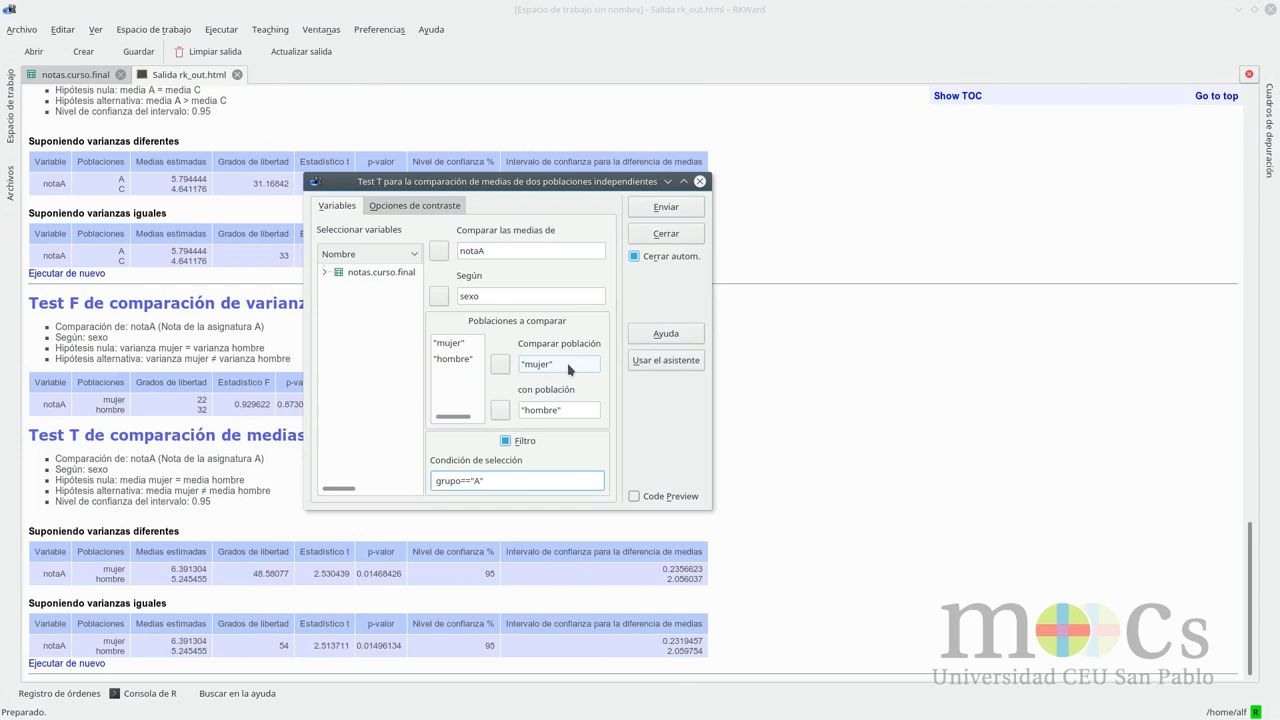 [Espacio de trabajo sin nombre] - Salida rk_out.html – RKWard
Archivo Editar Ver Espacio de trabajo Ejecutar Teaching Ventanas Preferencias Ayuda
Abrir Crear Guardar Limpiar salida Actualizar salida
notas.curso.final Salida rk_out.html
Espacio de trabajo
Archivos
Cuadros de depuración
Show TOC Go to top
Hipótesis nula: media A = media C
Hipótesis alternativa: media A > media C
Nivel de confianza del intervalo: 0.95
Suponiendo varianzas diferentes
Variable Poblaciones Medias estimadas Grados de libertad Estadístico t p-valor Nivel de confianza % Intervalo de confianza para la diferencia de medias
notaA A C 5.794444 4.641176 31.16842
Suponiendo varianzas iguales
Variable Poblaciones Medias estimadas Grados de libertad
notaA A C 5.794444 4.641176 33
Ejecutar de nuevo
Test F de comparación de varianz
Comparación de: notaA (Nota de la asignatura A)
Según: sexo
Hipótesis nula: varianza mujer = varianza hombre
Hipótesis alternativa: varianza mujer ≠ varianza hombre
Variable Poblaciones Grados de libertad Estadístico F p-va
notaA mujer hombre 22 32 0.929622 0.8730
Test T de comparación de medias
Comparación de: notaA (Nota de la asignatura A)
Según: sexo
Hipótesis nula: media mujer = media hombre
Hipótesis alternativa: media mujer ≠ media hombre
Nivel de confianza del intervalo: 0.95
Suponiendo varianzas diferentes
Variable Poblaciones Medias estimadas Grados de libertad Estadístico t p-valor Nivel de confianza % Intervalo de confianza para la diferencia de medias
notaA mujer hombre 6.391304 5.245455 48.58077 2.530439 0.01468426 95 0.2356623 2.056037
Suponiendo varianzas iguales
Variable Poblaciones Medias estimadas Grados de libertad Estadístico t p-valor Nivel de confianza % Intervalo de confianza para la diferencia de medias
notaA mujer hombre 6.391304 5.245455 54 2.513711 0.01496134 95 0.2319457 2.059754
Ejecutar de nuevo
Test T para la comparación de medias de dos poblaciones independientes
Variables Opciones de contraste
Seleccionar variables
Nombre
notas.curso.final
Comparar las medias de
notaA
Según
sexo
Poblaciones a comparar
"mujer"
"hombre"
Comparar población
"mujer"
con población
"hombre"
Filtro
Condición de selección
grupo=="A"
Enviar
Cerrar
Cerrar autom.
Ayuda
Usar el asistente
Code Preview
mocs
Universidad CEU San Pablo
Registro de órdenes Consola de R Buscar en la ayuda
Preparado. /home/alf R